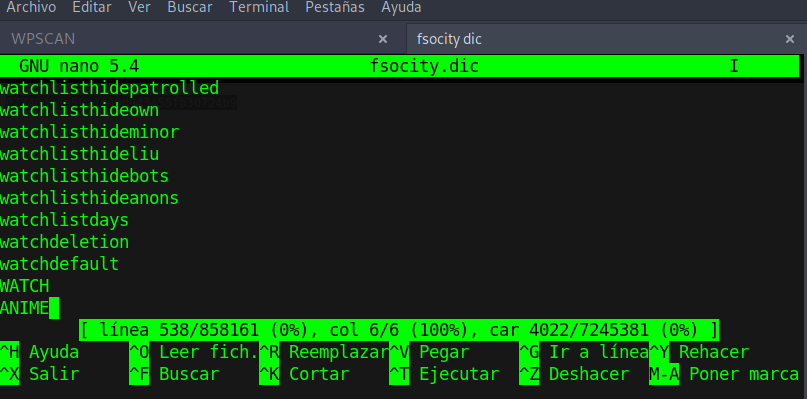 Archivo Editar Ver Buscar Terminal Pestañas Ayuda
WPSCAN × fsocity dic ×
GNU nano 5.4 fsocity.dic I
watchlisthidepatrolled
watchlisthideown
watchlisthideminor
watchlisthideliu
watchlisthidebots
watchlisthideanons
watchlistdays
watchdeletion
watchdefault
WATCH
ANIME
[ línea 538/858161 (0%), col 6/6 (100%), car 4022/7245381 (0%) ]
^H Ayuda ^O Leer fich. ^R Reemplazar ^V Pegar ^G Ir a línea ^Y Rehacer
^X Salir ^F Buscar ^K Cortar ^T Ejecutar ^Z Deshacer M-A Poner marca